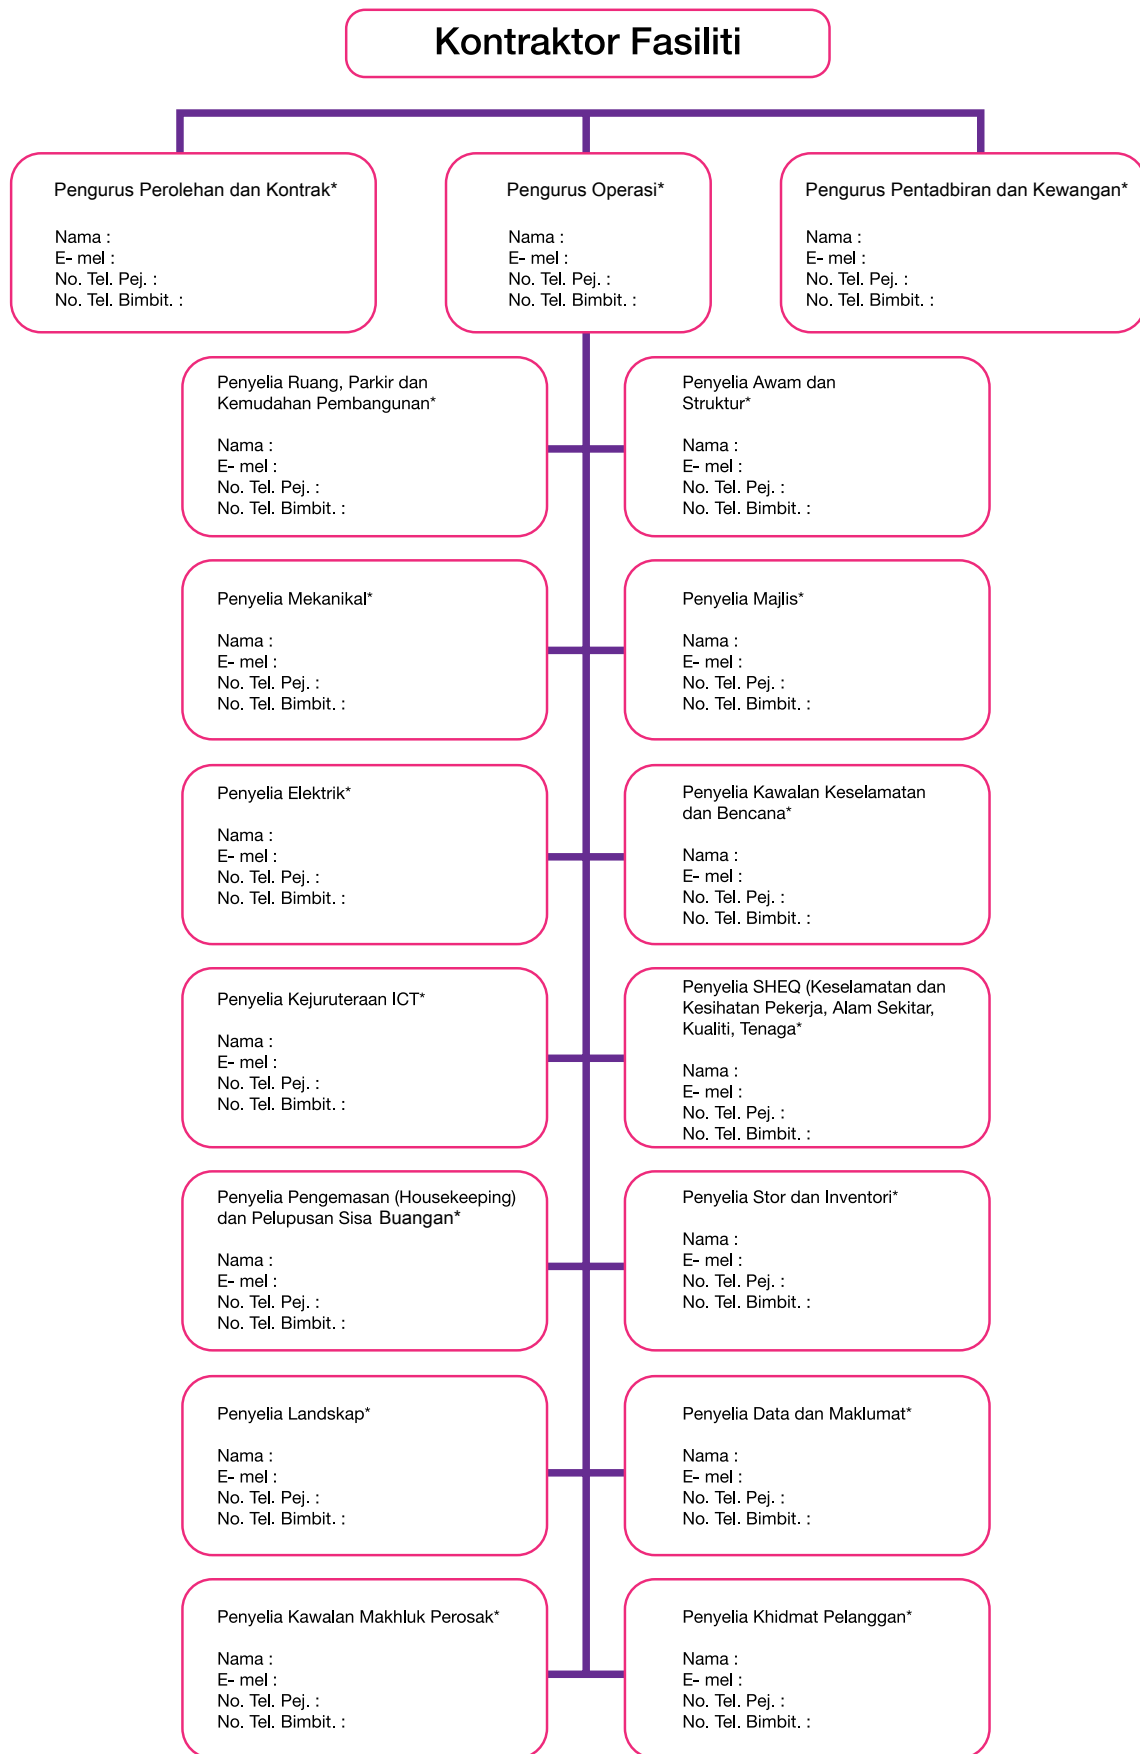 Kontraktor Fasiliti
Pengurus Perolehan dan Kontrak*
Nama :
E- mel :
No. Tel. Pej. :
No. Tel. Bimbit. :
Pengurus Operasi*
Nama :
E- mel :
No. Tel. Pej. :
No. Tel. Bimbit. :
Pengurus Pentadbiran dan Kewangan*
Nama :
E- mel :
No. Tel. Pej. :
No. Tel. Bimbit. :
Penyelia Ruang, Parkir dan
Kemudahan Pembangunan*
Nama :
E- mel :
No. Tel. Pej. :
No. Tel. Bimbit. :
Penyelia Awam dan
Struktur*
Nama :
E- mel :
No. Tel. Pej. :
No. Tel. Bimbit. :
Penyelia Mekanikal*
Nama :
E- mel :
No. Tel. Pej. :
No. Tel. Bimbit. :
Penyelia Majlis*
Nama :
E- mel :
No. Tel. Pej. :
No. Tel. Bimbit. :
Penyelia Elektrik*
Nama :
E- mel :
No. Tel. Pej. :
No. Tel. Bimbit. :
Penyelia Kawalan Keselamatan
dan Bencana*
Nama :
E- mel :
No. Tel. Pej. :
No. Tel. Bimbit. :
Penyelia Kejuruteraan ICT*
Nama :
E- mel :
No. Tel. Pej. :
No. Tel. Bimbit. :
Penyelia SHEQ (Keselamatan dan
Kesihatan Pekerja, Alam Sekitar,
Kualiti, Tenaga*
Nama :
E- mel :
No. Tel. Pej. :
No. Tel. Bimbit. :
Penyelia Pengemasan (Housekeeping)
dan Pelupusan Sisa Buangan*
Nama :
E- mel :
No. Tel. Pej. :
No. Tel. Bimbit. :
Penyelia Stor dan Inventori*
Nama :
E- mel :
No. Tel. Pej. :
No. Tel. Bimbit. :
Penyelia Landskap*
Nama :
E- mel :
No. Tel. Pej. :
No. Tel. Bimbit. :
Penyelia Data dan Maklumat*
Nama :
E- mel :
No. Tel. Pej. :
No. Tel. Bimbit. :
Penyelia Kawalan Makhluk Perosak*
Nama :
E- mel :
No. Tel. Pej. :
No. Tel. Bimbit. :
Penyelia Khidmat Pelanggan*
Nama :
E- mel :
No. Tel. Pej. :
No. Tel. Bimbit. :